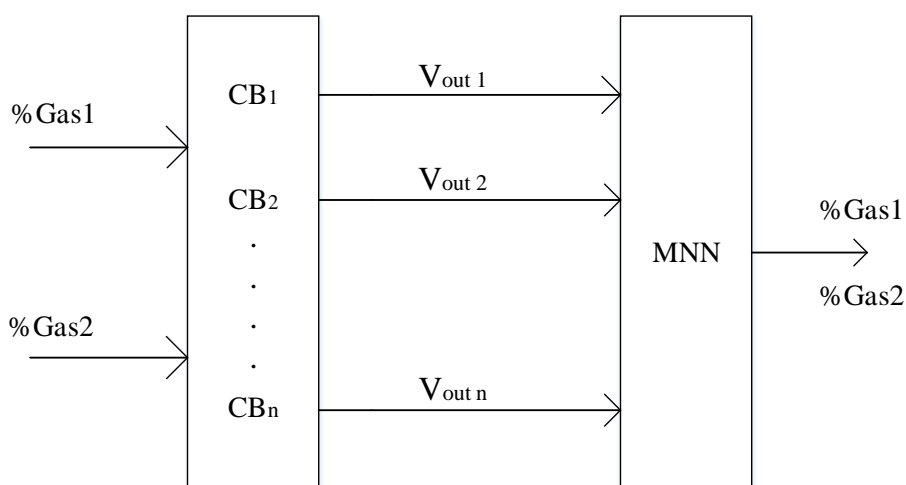 %Gas1
%Gas2
CB1
CB2
.
.
.
.
CBn
Vout 1
Vout 2
Vout n
MNN
%Gas1
%Gas2